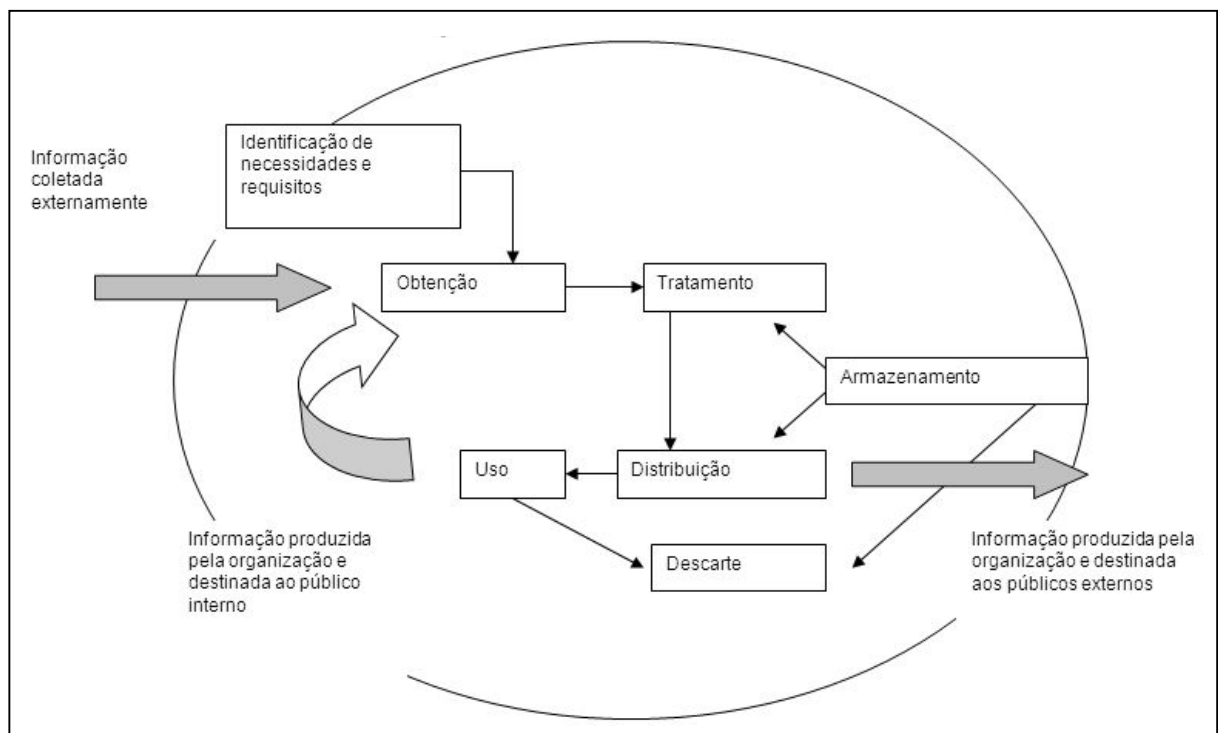 Informação
coletada
externamente
Identificação de
necessidades e
requisitos
Obtenção
Tratamento
Armazenamento
Uso
Distribuição
Descarte
Informação produzida
pela organização e
destinada ao público
interno
Informação produzida pela
organização e destinada
aos públicos externos